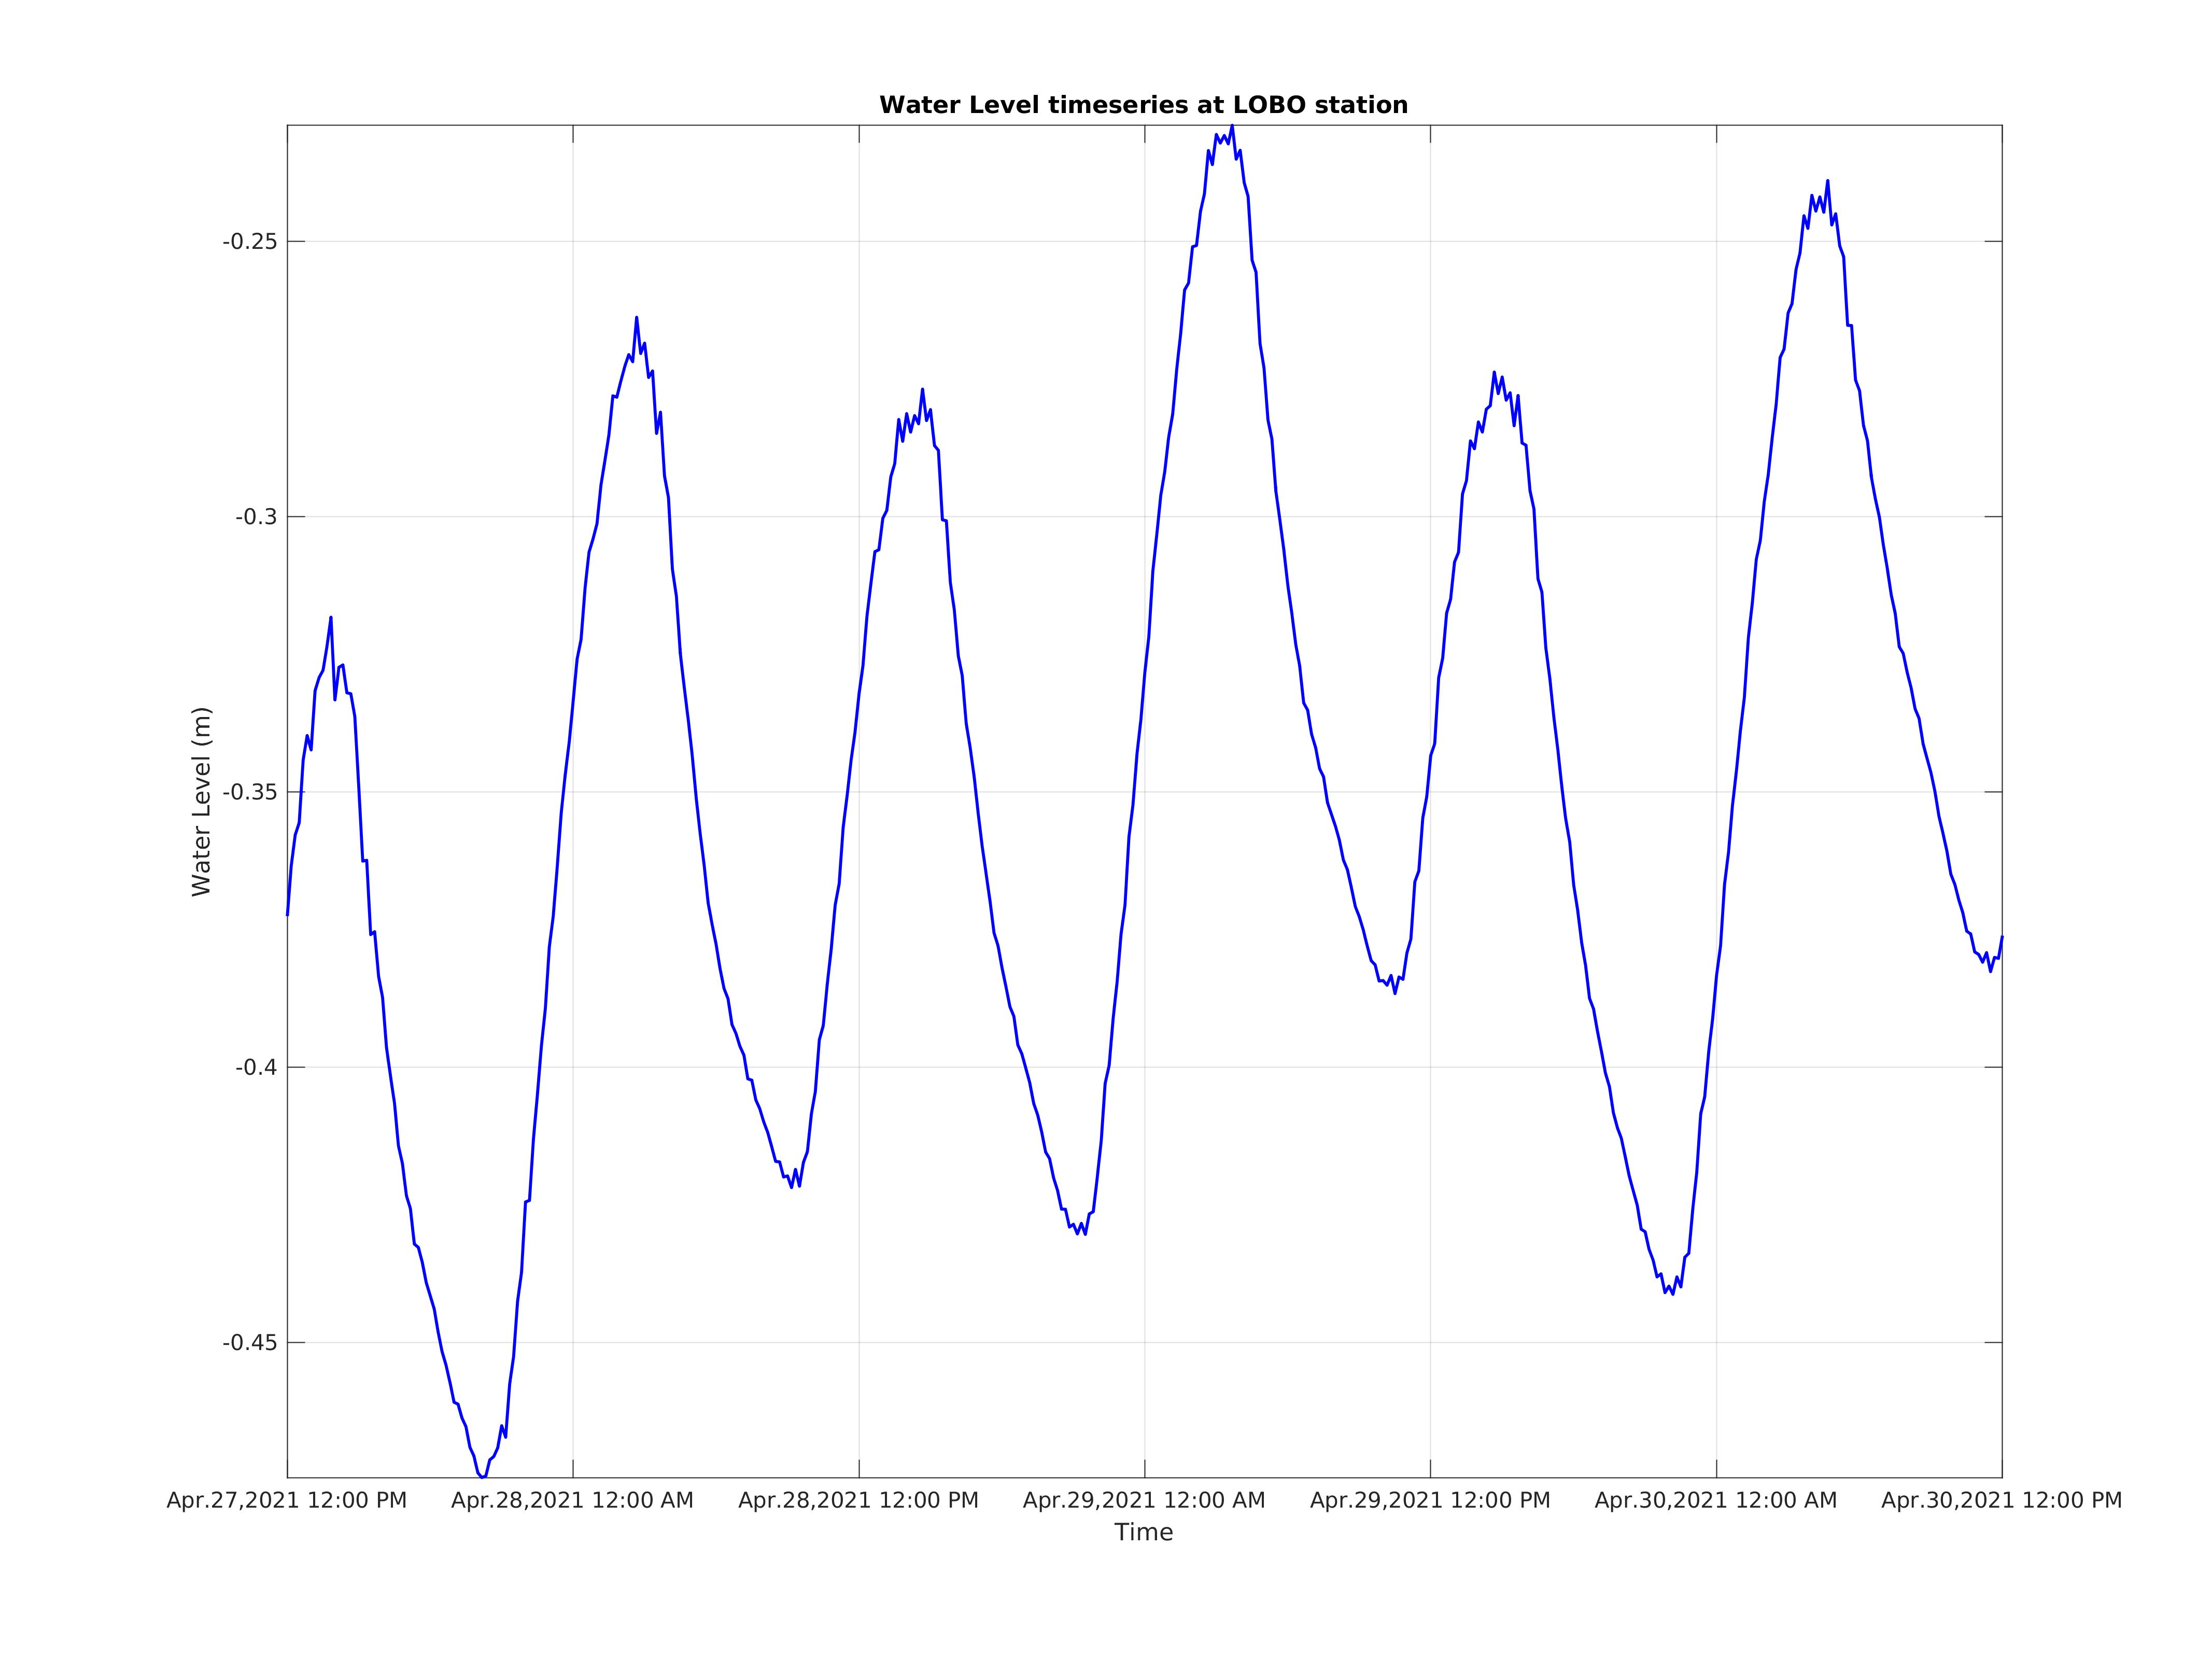 Water Level timeseries at LOBO station
-0.25
-0.3
-0.35
-0.4
-0.45
Water Level (m)
Apr.27,2021 12:00 PM Apr.28,2021 12:00 AM Apr.28,2021 12:00 PM Apr.29,2021 12:00 AM Apr.29,2021 12:00 PM Apr.30,2021 12:00 AM Apr.30,2021 12:00 PM
Time